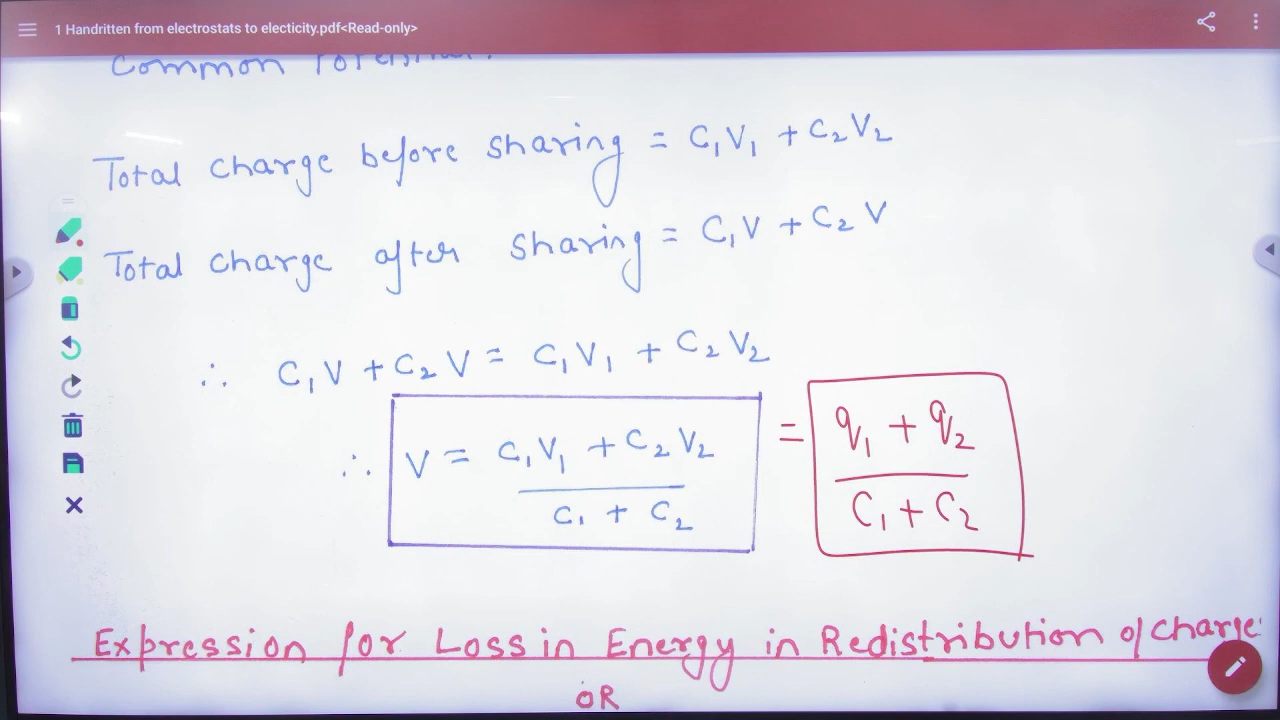 1 Handritten from electrostats to electicity.pdf<Read-only>
Common Potential.
Total charge before sharing = C₁V₁ + C₂V₂
Total charge after sharing = C₁V + C₂V
∴ C₁V + C₂V = C₁V₁ + C₂V₂
∴ V = (C₁V₁ + C₂V₂)/(C₁ + C₂) = (q₁ + q₂)/(C₁ + C₂)
Expression for Loss in Energy in Redistribution of Charge
OR